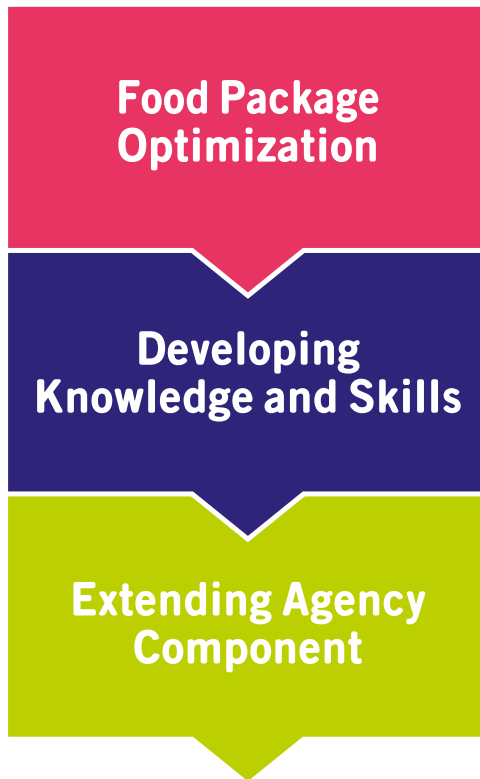 Food Package
Optimization
Developing
Knowledge and Skills
Extending Agency
Component